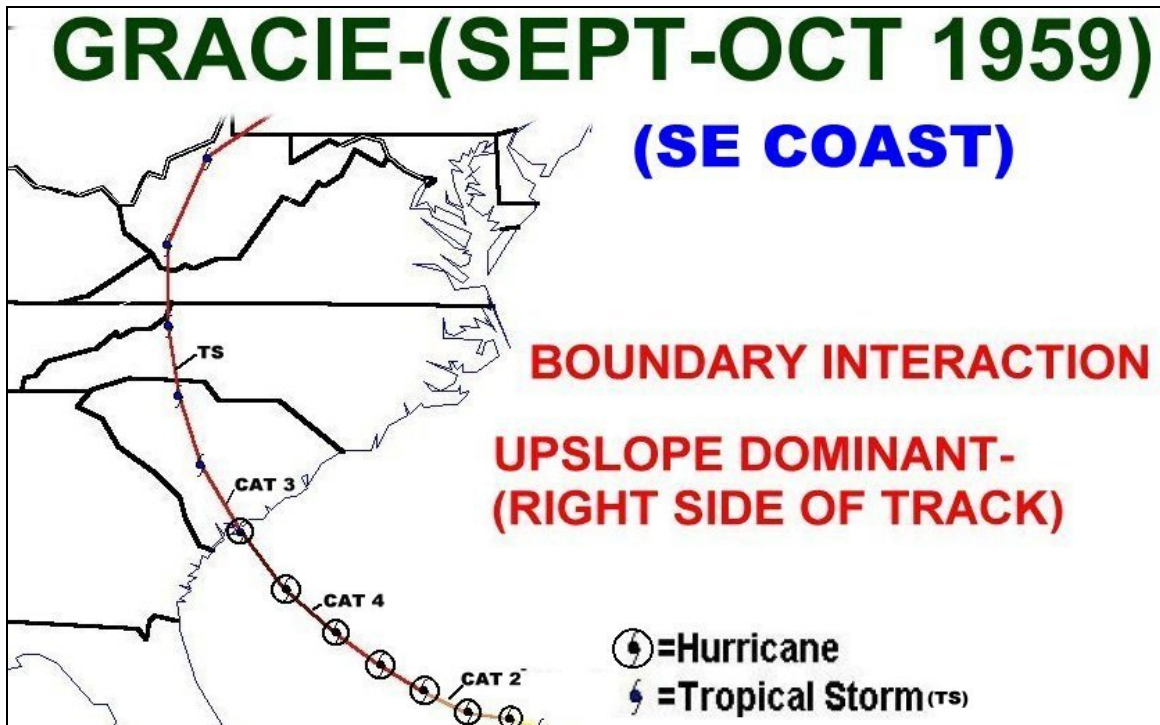 GRACIE-(SEPT-OCT 1959)
(SE COAST)
TS
BOUNDARY INTERACTION
UPSLOPE DOMINANT-
(RIGHT SIDE OF TRACK)
CAT 3
CAT 4
CAT 2
=Hurricane
=Tropical Storm (TS)